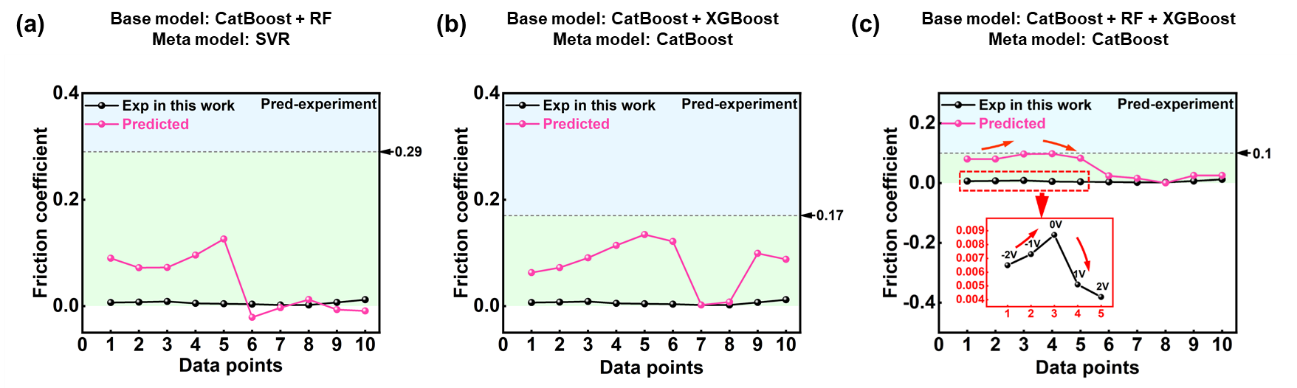 (a)
Base model: CatBoost + RF
Meta model: SVR
Exp in this work
Pred-experiment
Predicted
0.4
0.2
0.0
0.29
Friction coefficient
0 1 2 3 4 5 6 7 8 9 10
Data points
(b)
Base model: CatBoost + XGBoost
Meta model: CatBoost
Exp in this work
Pred-experiment
Predicted
0.4
0.2
0.0
0.17
Friction coefficient
0 1 2 3 4 5 6 7 8 9 10
Data points
(c)
Base model: CatBoost + RF + XGBoost
Meta model: CatBoost
Exp in this work
Pred-experiment
Predicted
0.2
0.0
-0.2
-0.4
0.1
Friction coefficient
0.009
0.008
0.007
0.006
0.005
0.004
-2V
-1V
0V
1V
2V
1 2 3 4 5
0 1 2 3 4 5 6 7 8 9 10
Data points